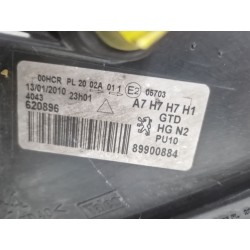 00HCR PL 20 02A 01 1 E2 05703
13/01/2010 23h01 A7 H7 H7 H1
4043 GTD
620896 HG N2
PU10
89900884